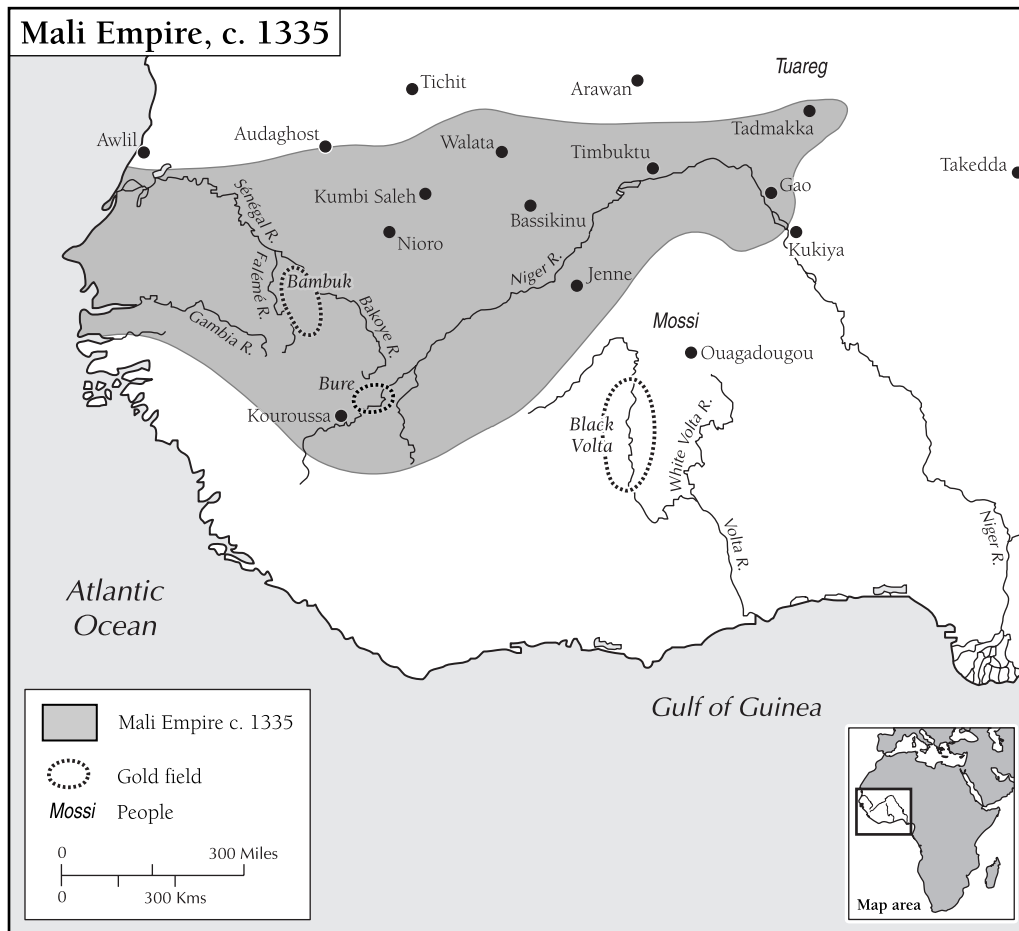 Mali Empire, c. 1335
Tuareg
Tichit
Arawan
Tadmakka
Awlil
Audaghost
Walata
Timbuktu
Takedda
Kumbi Saleh
Gao
Bassikinu
Sénégal R.
Nioro
Kukiya
Falémé R.
Bambuk
Niger R.
Jenne
Bakoye R.
Gambia R.
Mossi
Ouagadougou
Bure
Kouroussa
Black
Volta
White Volta R.
Volta R.
Niger R.
Atlantic
Ocean
Gulf of Guinea
Mali Empire c. 1335
Gold field
Mossi People
0 300 Miles
0 300 Kms
Map area